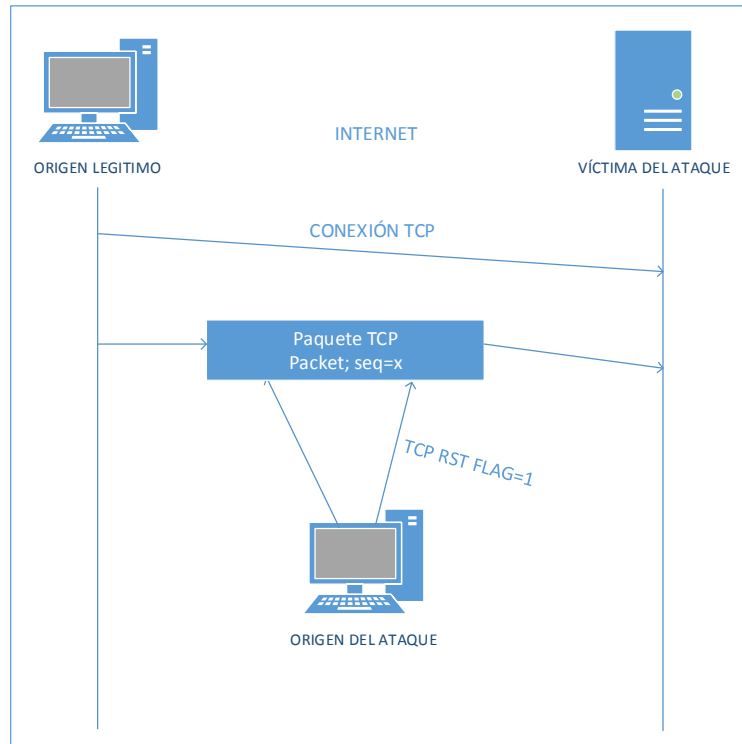 INTERNET
ORIGEN LEGITIMO
VÍCTIMA DEL ATAQUE
CONEXIÓN TCP
Paquete TCP
Packet; seq=x
TCP RST FLAG=1
ORIGEN DEL ATAQUE